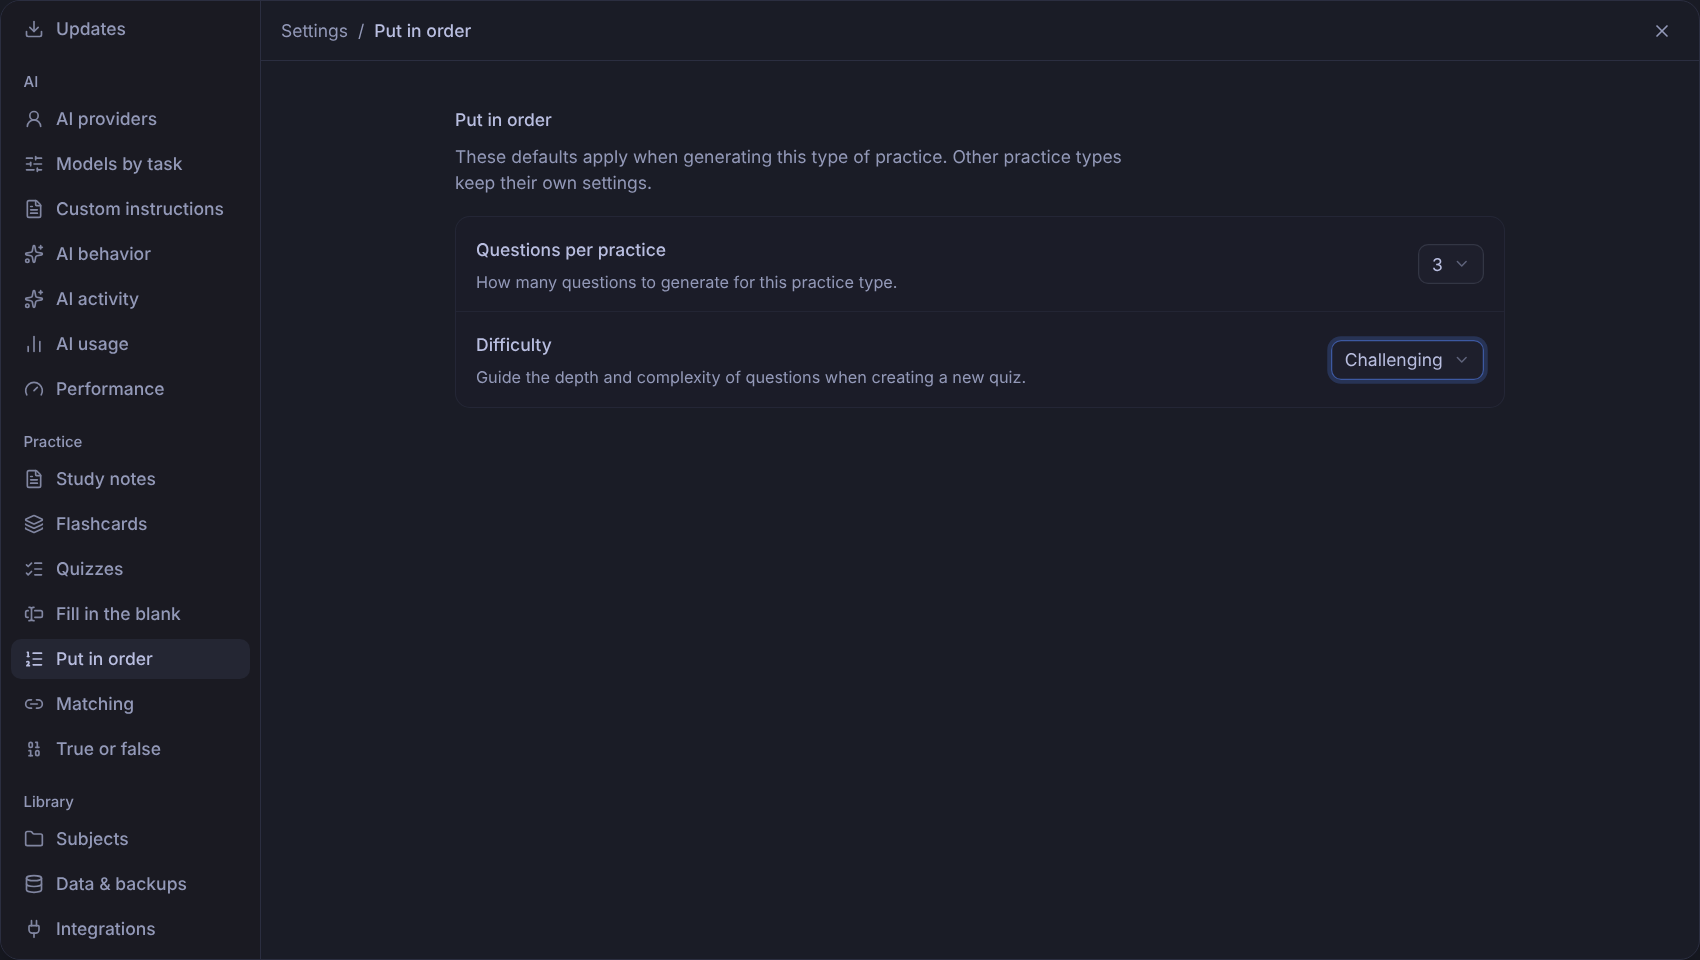 Updates
AI
AI providers
Models by task
Custom instructions
AI behavior
AI activity
AI usage
Performance
Practice
Study notes
Flashcards
Quizzes
Fill in the blank
Put in order
Matching
True or false
Library
Subjects
Data & backups
Integrations
Settings / Put in order
Put in order
These defaults apply when generating this type of practice. Other practice types
keep their own settings.
Questions per practice
How many questions to generate for this practice type.
3
Difficulty
Guide the depth and complexity of questions when creating a new quiz.
Challenging